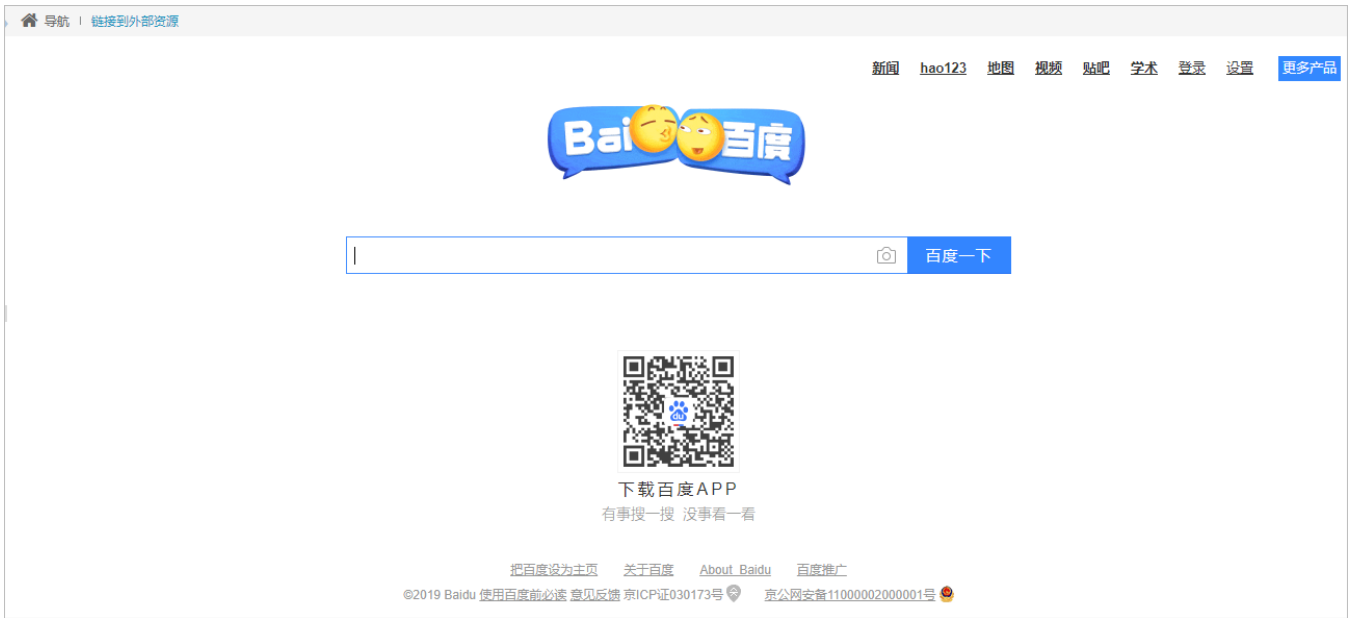 导航 | 链接到外部资源
新闻 hao123 地图 视频 贴吧 学术 登录 设置 更多产品
Bai 百度
百度一下
du
下载百度APP
有事搜一搜 没事看一看
把百度设为主页 关于百度 About Baidu 百度推广
©2019 Baidu 使用百度前必读 意见反馈 京ICP证030173号 京公网安备11000002000001号